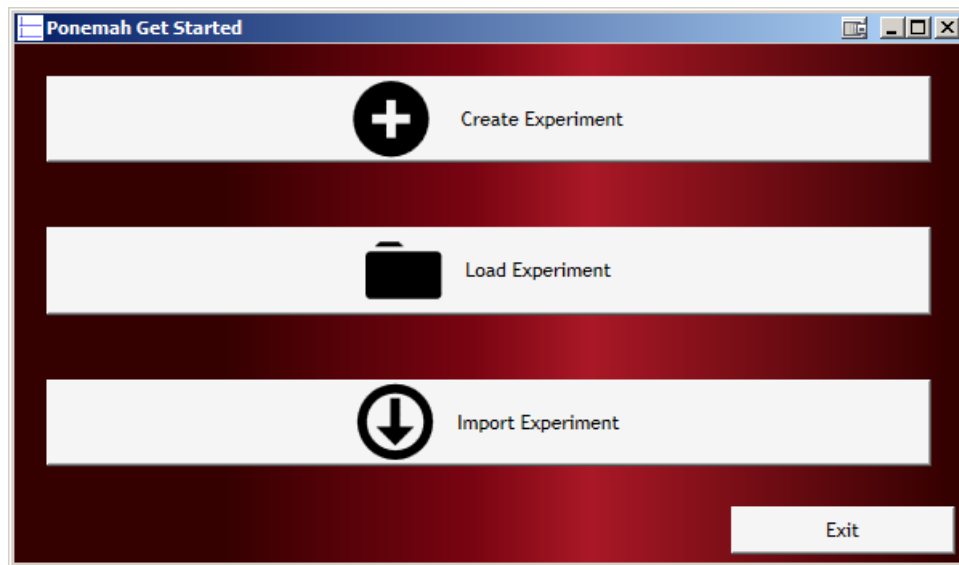 Ponemah Get Started
Create Experiment
Load Experiment
Import Experiment
Exit